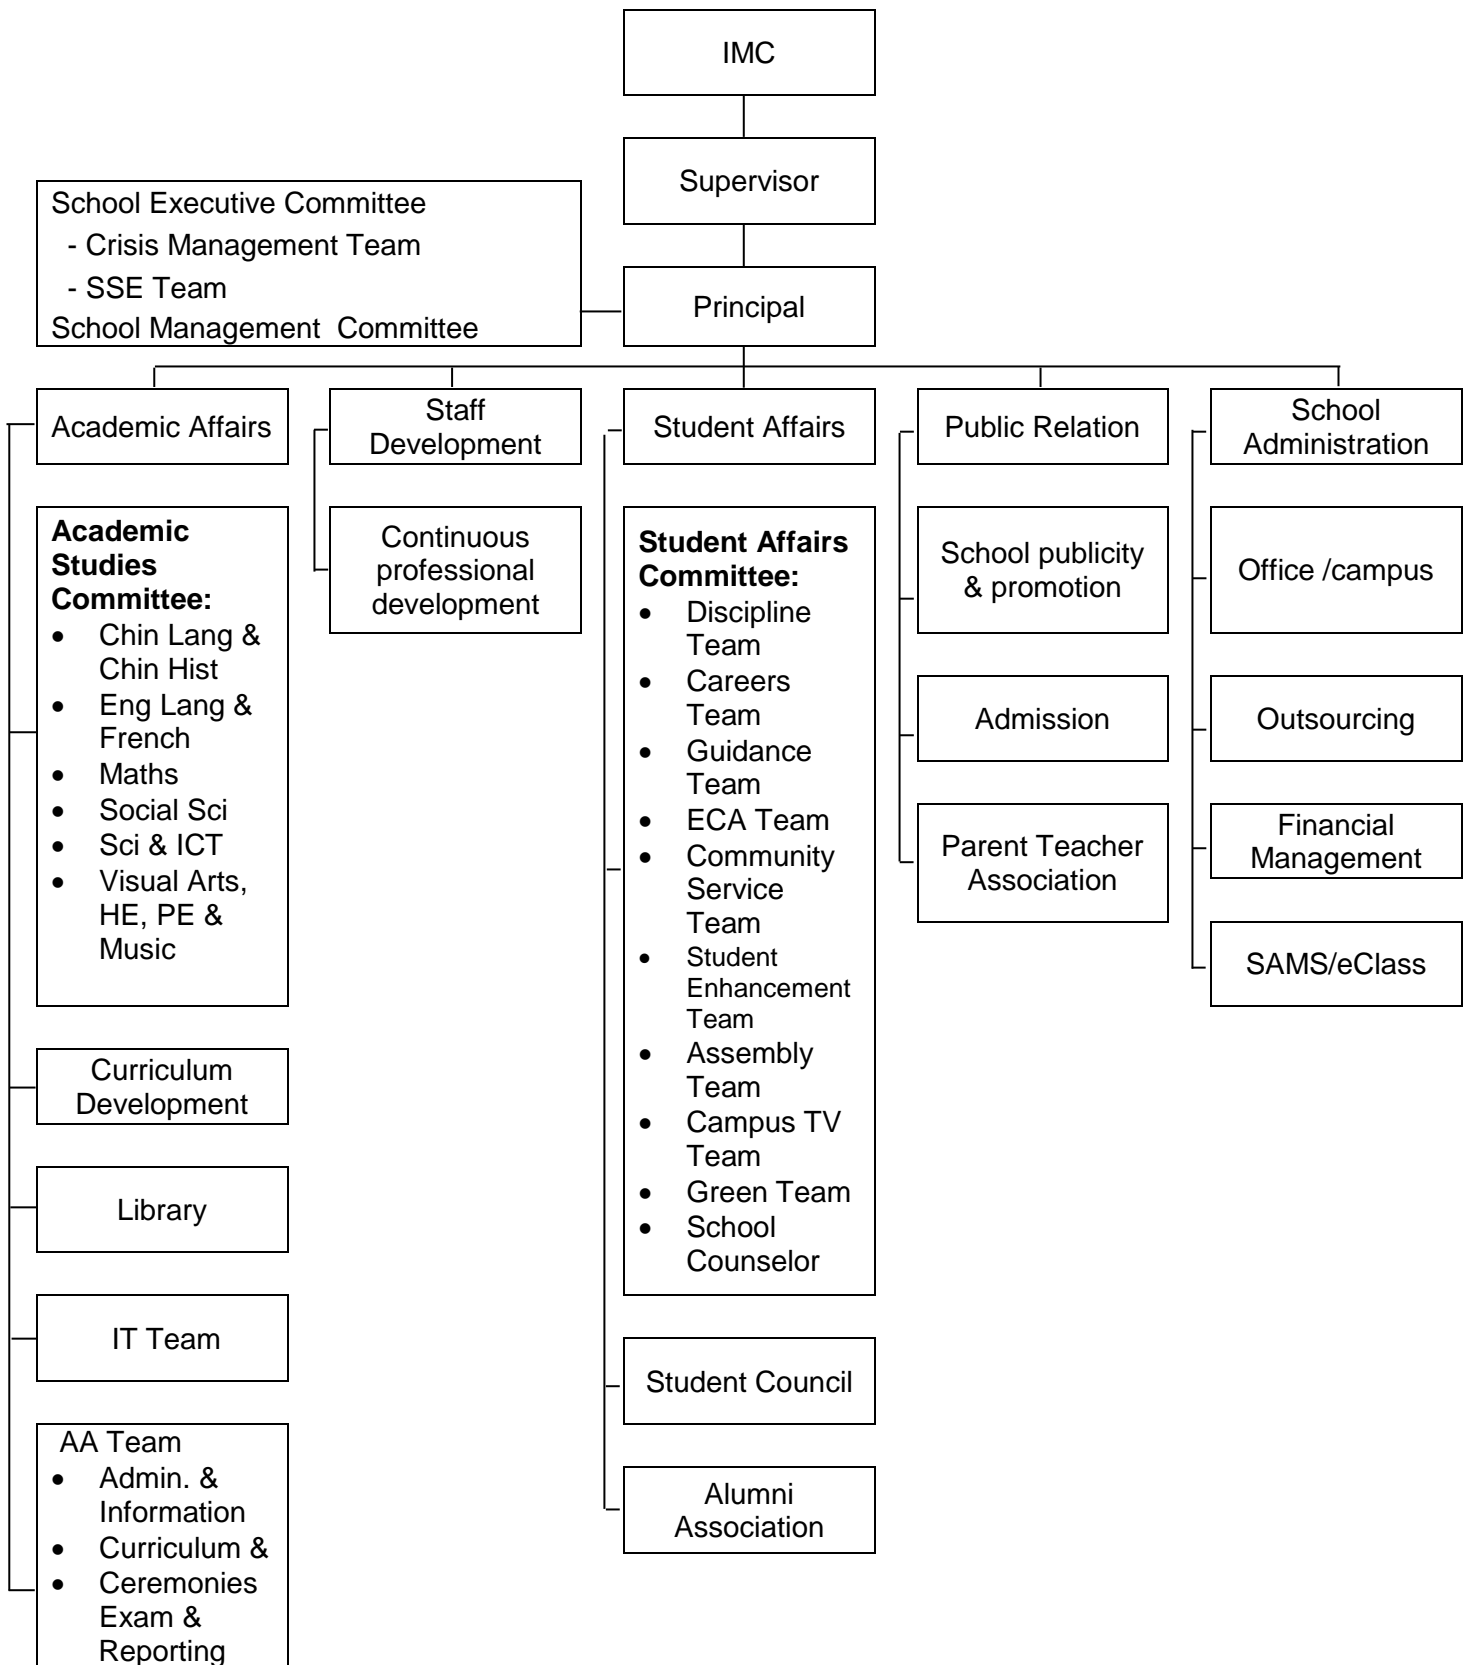 IMC
Supervisor
School Executive Committee
- Crisis Management Team
- SSE Team
School Management Committee
Principal
Academic Affairs
Staff
Development
Student Affairs
Public Relation
School
Administration
Academic
Studies
Committee:
• Chin Lang &
Chin Hist
• Eng Lang &
French
• Maths
• Social Sci
• Sci & ICT
• Visual Arts,
HE, PE &
Music
Curriculum
Development
Library
IT Team
AA Team
• Admin. &
Information
• Curriculum &
• Ceremonies
Exam &
Reporting
Continuous
professional
development
Student Affairs
Committee:
• Discipline
Team
• Careers
Team
• Guidance
Team
• ECA Team
• Community
Service
Team
• Student
Enhancement
Team
• Assembly
Team
• Campus TV
Team
• Green Team
• School
Counselor
Student Council
Alumni
Association
School publicity
& promotion
Admission
Parent Teacher
Association
Office /campus
Outsourcing
Financial
Management
SAMS/eClass